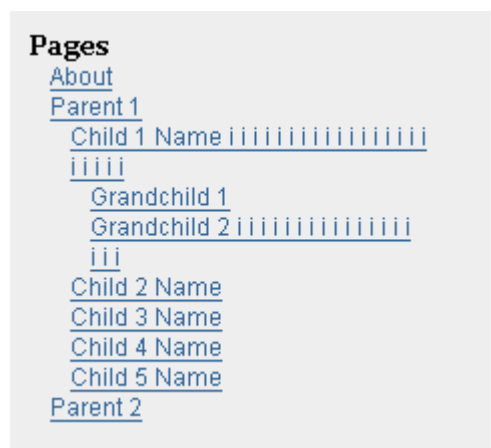 Pages
About
Parent 1
Child 1 Name i i i i i i i i i i i i i i i i i i
i i i i i
Grandchild 1
Grandchild 2 i i i i i i i i i i i i i i i
i i i
Child 2 Name
Child 3 Name
Child 4 Name
Child 5 Name
Parent 2